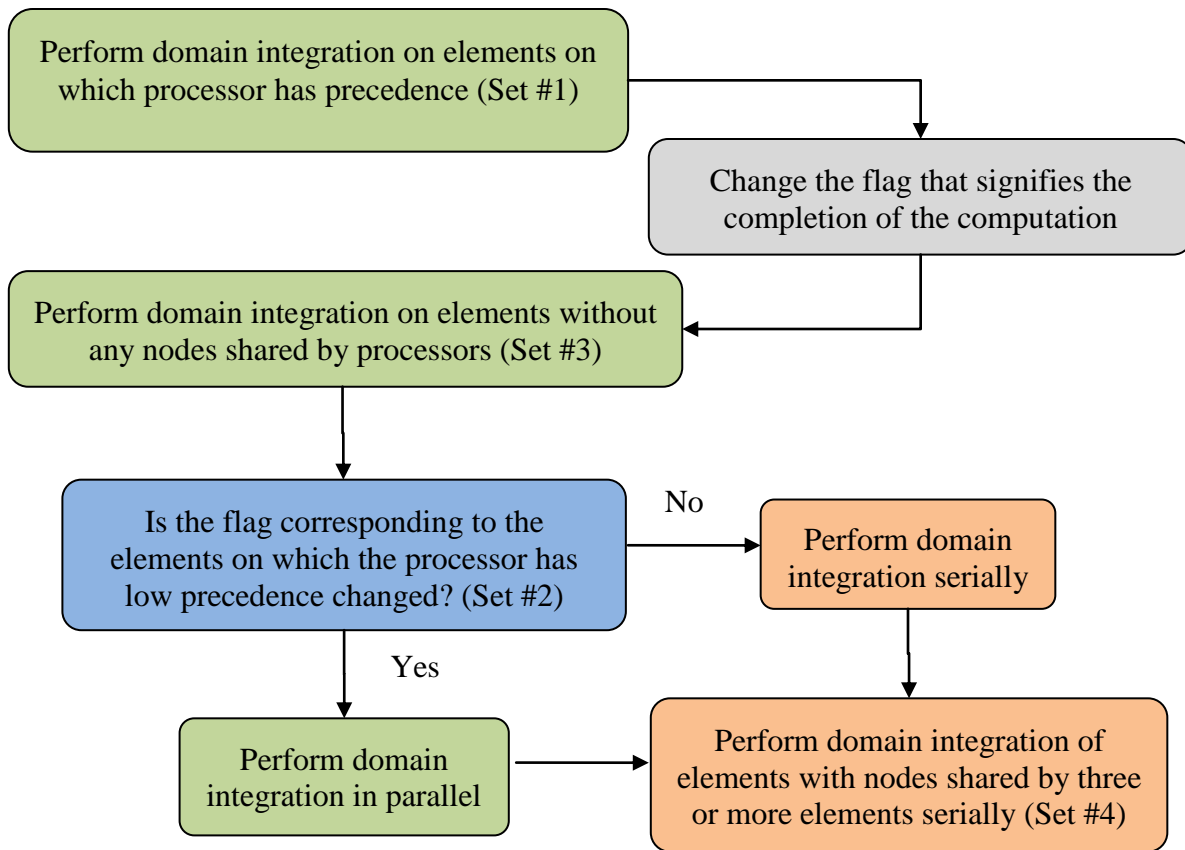 Perform domain integration on elements on
which processor has precedence (Set #1)
Change the flag that signifies the
completion of the computation
Perform domain integration on elements without
any nodes shared by processors (Set #3)
Is the flag corresponding to the
elements on which the processor has
low precedence changed? (Set #2)
No
Perform domain
integration serially
Yes
Perform domain
integration in parallel
Perform domain integration of
elements with nodes shared by three
or more elements serially (Set #4)